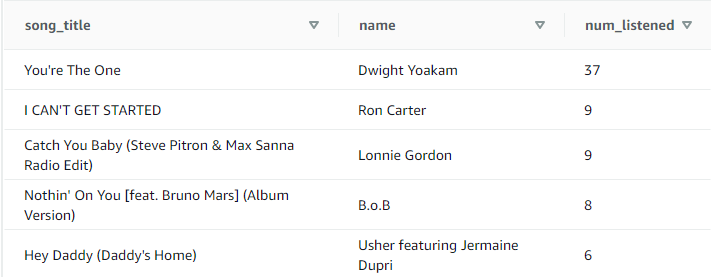 song_title name num_listened
You're The One Dwight Yoakam 37
I CAN'T GET STARTED Ron Carter 9
Catch You Baby (Steve Pitron & Max Sanna
Radio Edit) Lonnie Gordon 9
Nothin' On You [feat. Bruno Mars] (Album
Version) B.o.B 8
Hey Daddy (Daddy's Home) Usher featuring Jermaine
Dupri 6